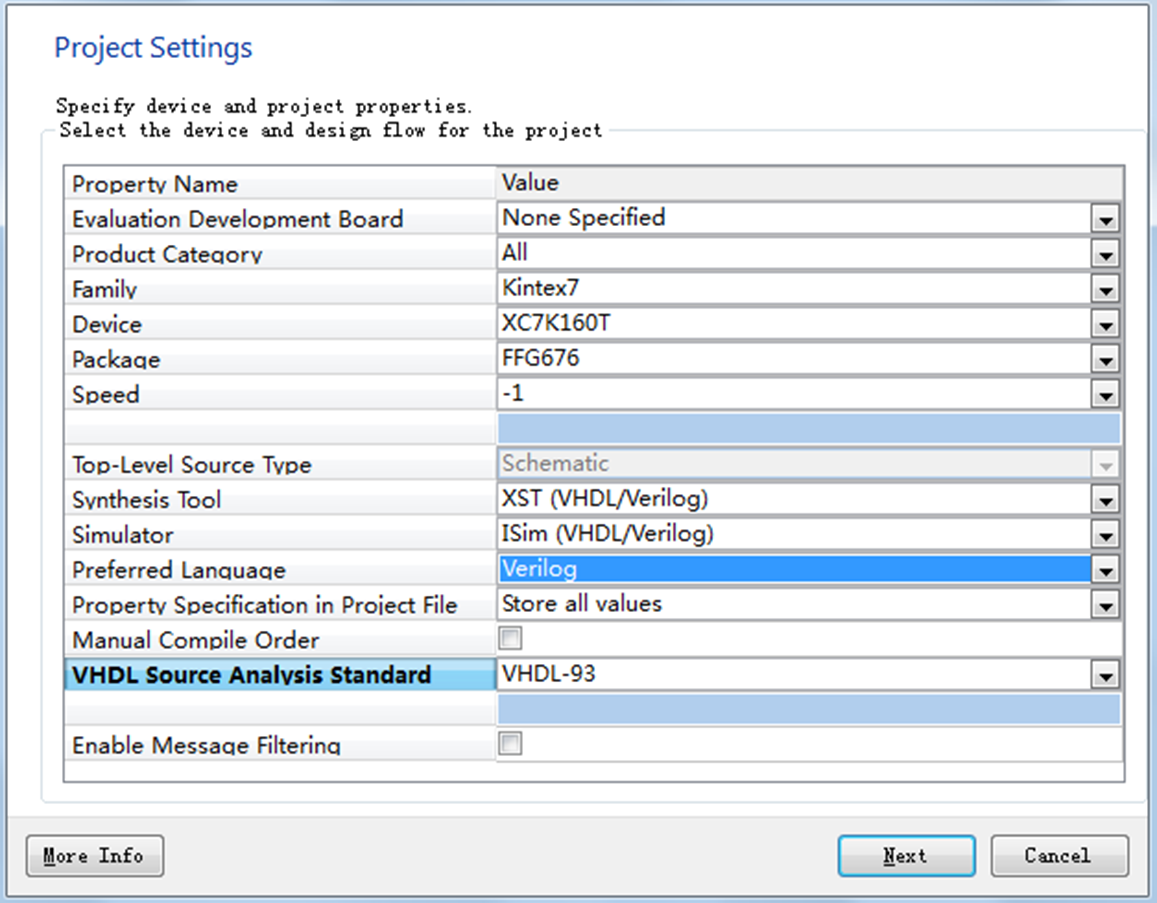 Project Settings
Specify device and project properties.
Select the device and design flow for the project
Property Name Value
Evaluation Development Board None Specified
Product Category All
Family Kintex7
Device XC7K160T
Package FFG676
Speed -1
Top-Level Source Type Schematic
Synthesis Tool XST (VHDL/Verilog)
Simulator ISim (VHDL/Verilog)
Preferred Language Verilog
Property Specification in Project File Store all values
Manual Compile Order
VHDL Source Analysis Standard VHDL-93
Enable Message Filtering
More Info Next Cancel